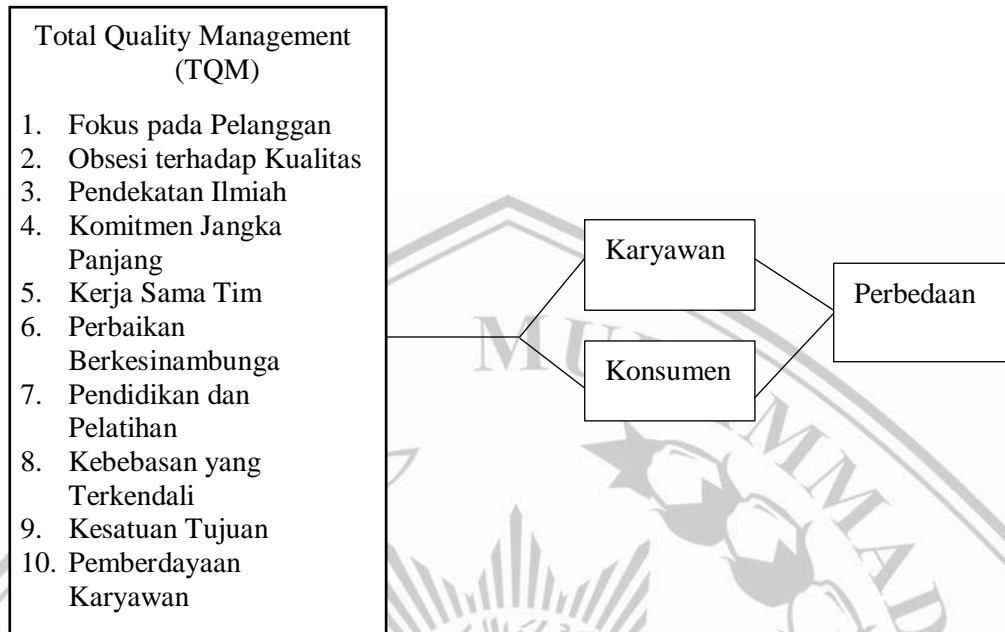 Total Quality Management
(TQM)
1. Fokus pada Pelanggan
2. Obsesi terhadap Kualitas
3. Pendekatan Ilmiah
4. Komitmen Jangka
Panjang
5. Kerja Sama Tim
6. Perbaikan
Berkesinambunga
7. Pendidikan dan
Pelatihan
8. Kebebasan yang
Terkendali
9. Kesatuan Tujuan
10. Pemberdayaan
Karyawan
Karyawan
Konsumen
Perbedaan